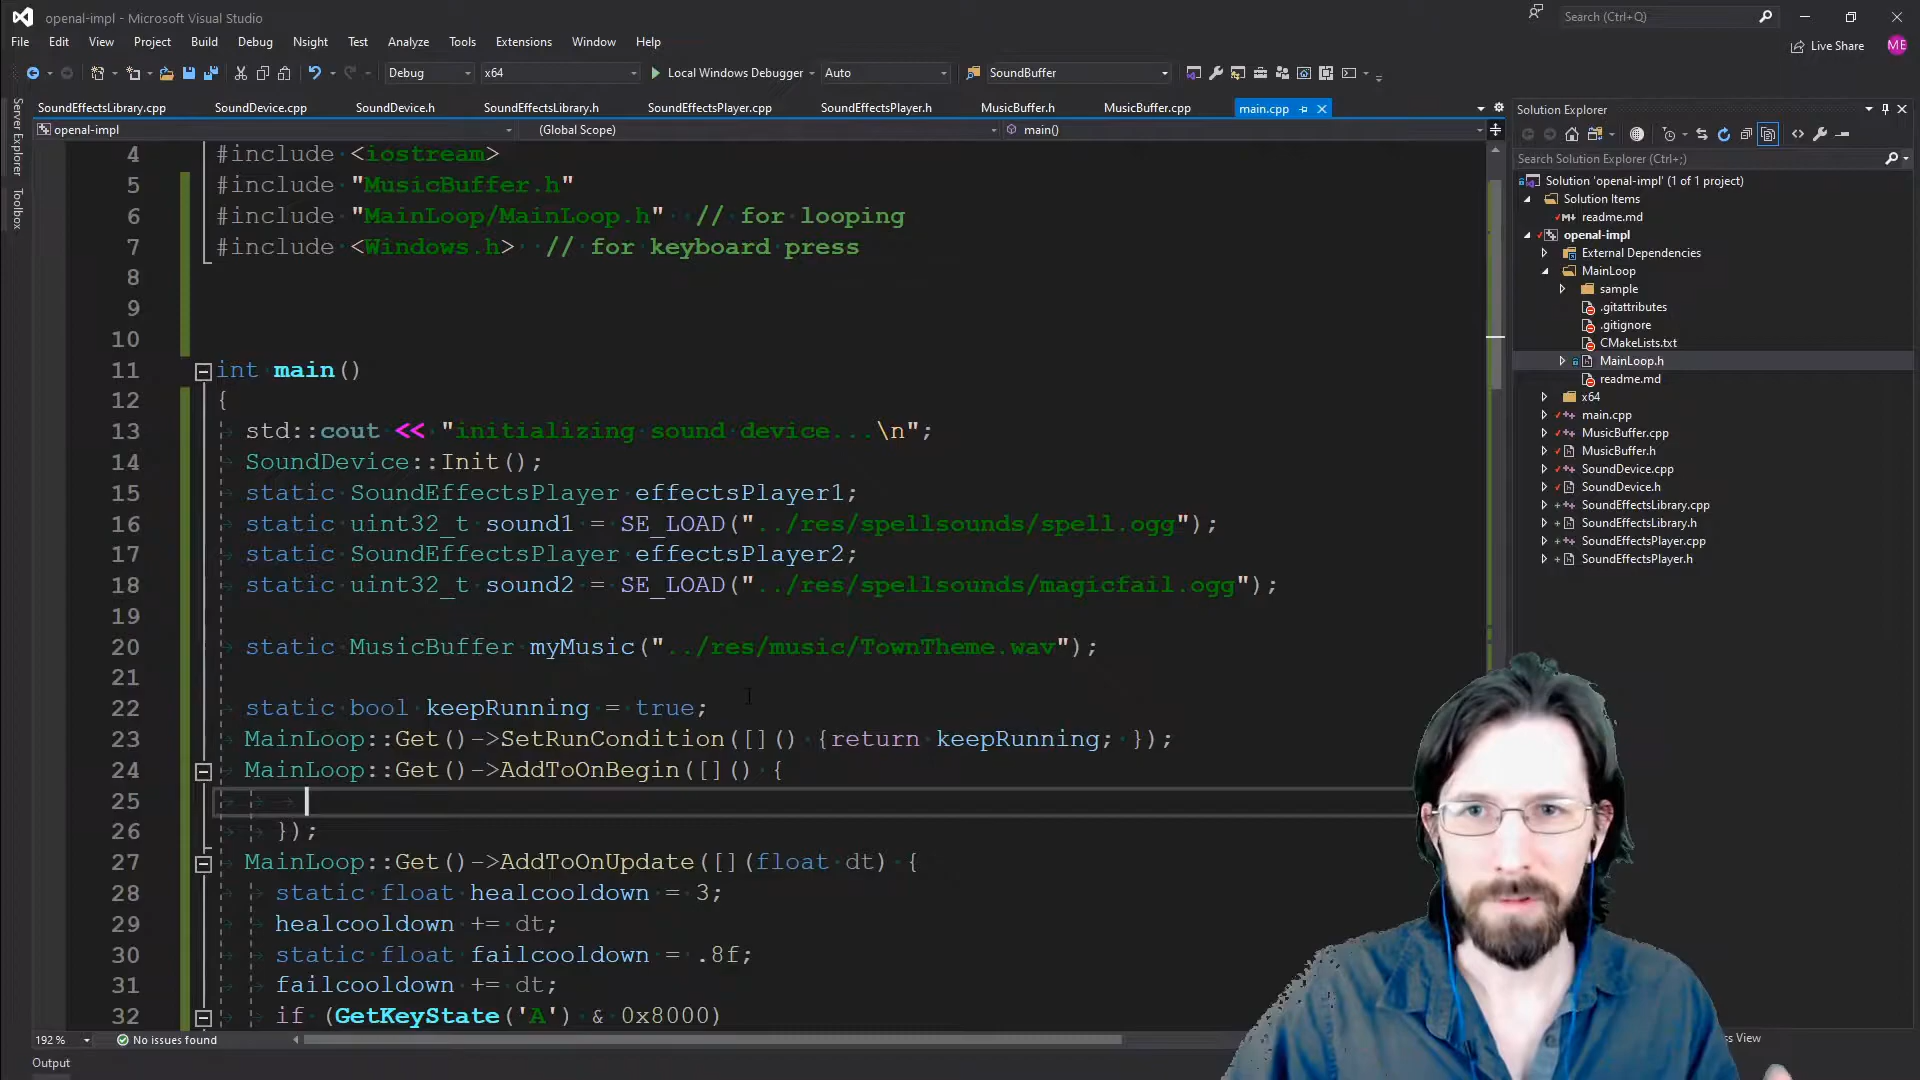 openal-impl - Microsoft Visual Studio
Search (Ctrl+Q)
File Edit View Project Build Debug Nsight Test Analyze Tools Extensions Window Help
Live Share ME
Debug x64 Local Windows Debugger Auto SoundBuffer
SoundEffectsLibrary.cpp SoundDevice.cpp SoundDevice.h SoundEffectsLibrary.h SoundEffectsPlayer.cpp SoundEffectsPlayer.h MusicBuffer.h MusicBuffer.cpp main.cpp
openal-impl (Global Scope) main()
4 #include <iostream>
5 #include "MusicBuffer.h"
6 #include "MainLoop/MainLoop.h" // for looping
7 #include <Windows.h> // for keyboard press
8
9
10
11 int main()
12 {
13 std::cout << "initializing sound device...\n";
14 SoundDevice::Init();
15 static SoundEffectsPlayer effectsPlayer1;
16 static uint32_t sound1 = SE_LOAD("../res/spellsounds/spell.ogg");
17 static SoundEffectsPlayer effectsPlayer2;
18 static uint32_t sound2 = SE_LOAD("../res/spellsounds/magicfail.ogg");
19
20 static MusicBuffer myMusic("../res/music/TownTheme.wav");
21
22 static bool keepRunning = true;
23 MainLoop::Get()->SetRunCondition([]() {return keepRunning; });
24 MainLoop::Get()->AddToOnBegin([]() {
25
26 });
27 MainLoop::Get()->AddToOnUpdate([](float dt) {
28 static float healcooldown = 3;
29 healcooldown += dt;
30 static float failcooldown = .8f;
31 failcooldown += dt;
32 if (GetKeyState('A') & 0x8000)
192 % No issues found
Output
Server Explorer
Toolbox
Solution Explorer
Search Solution Explorer (Ctrl+;)
Solution 'openal-impl' (1 of 1 project)
Solution Items
readme.md
openal-impl
External Dependencies
MainLoop
sample
.gitattributes
.gitignore
CMakeLists.txt
MainLoop.h
readme.md
x64
main.cpp
MusicBuffer.cpp
MusicBuffer.h
SoundDevice.cpp
SoundDevice.h
SoundEffectsLibrary.cpp
SoundEffectsLibrary.h
SoundEffectsPlayer.cpp
SoundEffectsPlayer.h
View